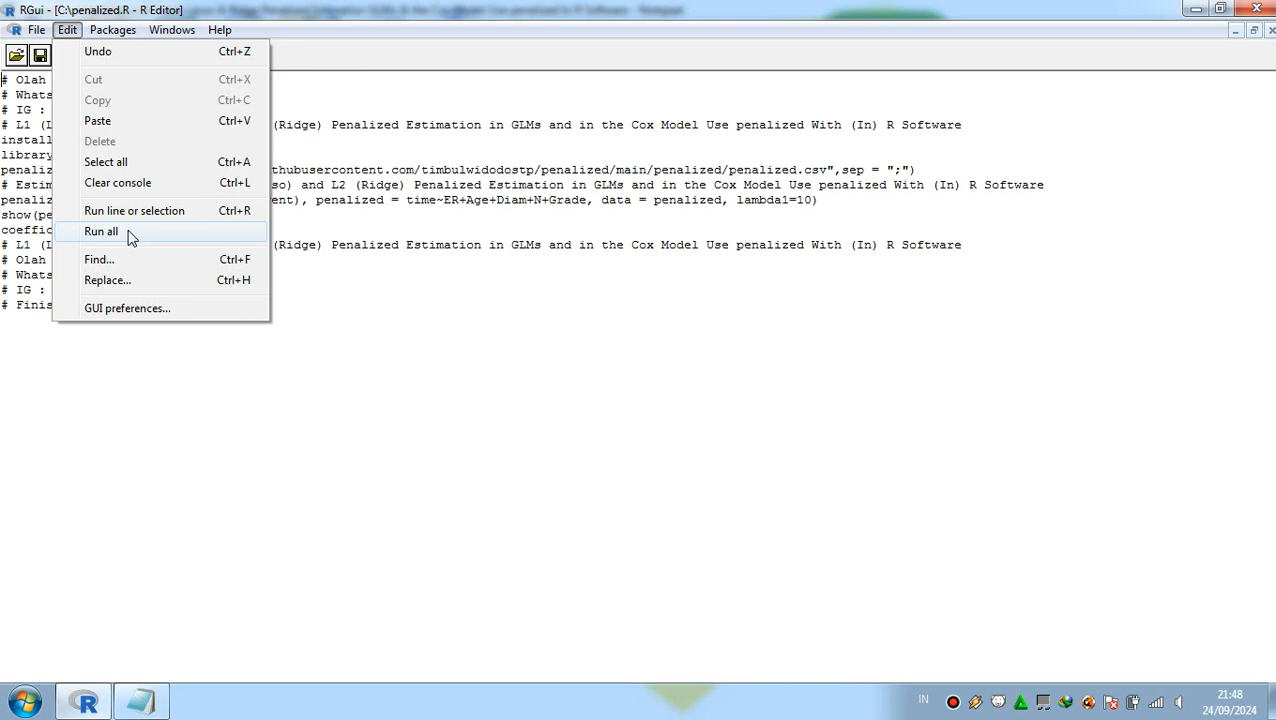 RGui - [C:\penalized.R - R Editor]
File Edit Packages Windows Help
Undo Ctrl+Z
Cut Ctrl+X
Copy Ctrl+C
Paste Ctrl+V
Delete
Select all Ctrl+A
Clear console Ctrl+L
Run line or selection Ctrl+R
Run all
Find... Ctrl+F
Replace... Ctrl+H
GUI preferences...
# Olah
# Whats
# IG :
# L1 (L (Ridge) Penalized Estimation in GLMs and in the Cox Model Use penalized With (In) R Software
install
library
penaliz thubusercontent.com/timbulwidodostp/penalized/main/penalized/penalized.csv",sep = ";")
# Estim so) and L2 (Ridge) Penalized Estimation in GLMs and in the Cox Model Use penalized With (In) R Software
penaliz ent), penalized = time~ER+Age+Diam+N+Grade, data = penalized, lambda1=10)
show(pe
coeffic
# L1 (L (Ridge) Penalized Estimation in GLMs and in the Cox Model Use penalized With (In) R Software
# Olah
# Whats
# IG :
# Finis
IN
21:48
24/09/2024